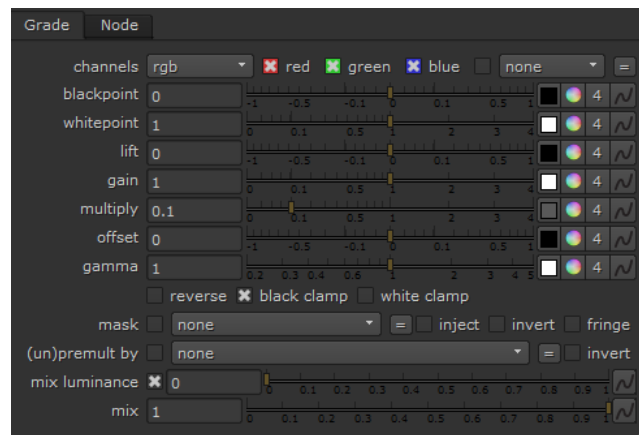 Grade Node
channels rgb red green blue none =
blackpoint 0 -1 -0.5 -0.1 0 0.1 0.5 1 4
whitepoint 1 0 0.1 0.5 1 2 3 4 4
lift 0 -1 -0.5 -0.1 0 0.1 0.5 1 4
gain 1 0 0.1 0.5 1 2 3 4 4
multiply 0.1 0 0.1 0.5 1 2 3 4 4
offset 0 -1 -0.5 -0.1 0 0.1 0.5 1 4
gamma 1 0.2 0.3 0.4 0.6 1 2 3 4 5 4
reverse black clamp white clamp
mask none = inject invert fringe
(un)premult by none = invert
mix luminance 0 0 0.1 0.2 0.3 0.4 0.5 0.6 0.7 0.8 0.9 1
mix 1 0 0.1 0.2 0.3 0.4 0.5 0.6 0.7 0.8 0.9 1